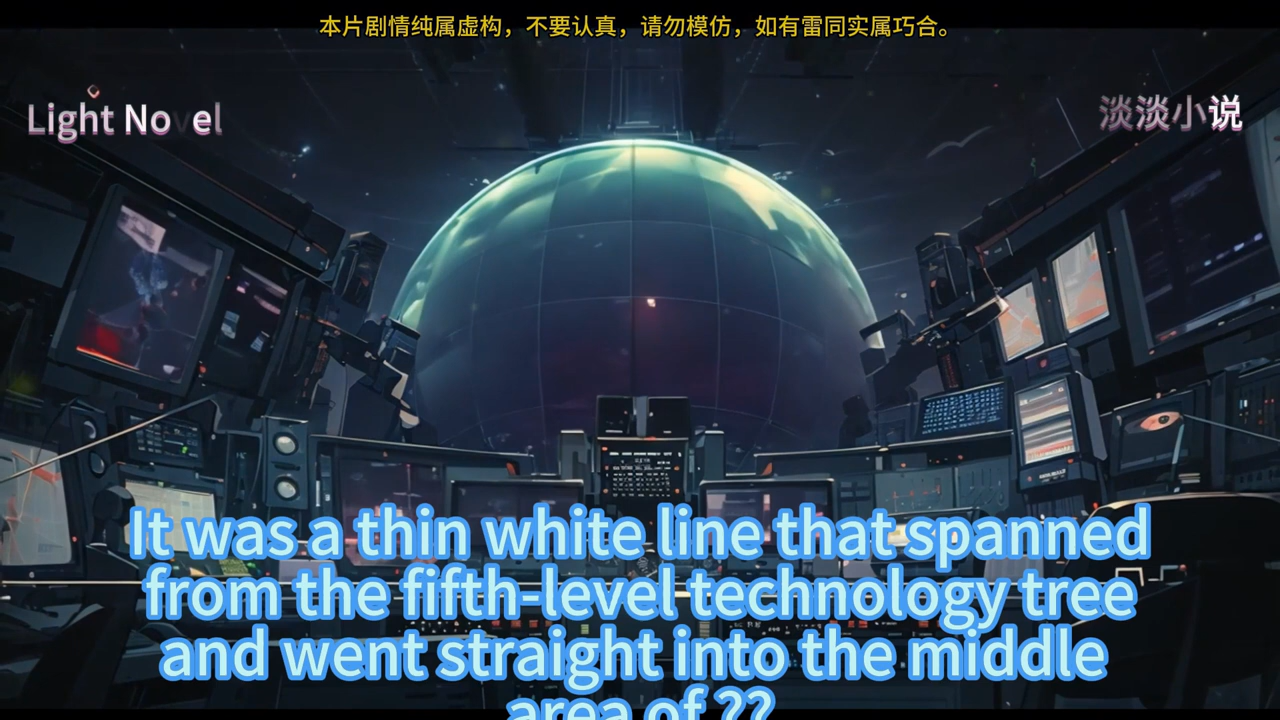 本片剧情纯属虚构，不要认真，请勿模仿，如有雷同实属巧合。
Light Novel
淡淡小说
It was a thin white line that spanned
from the fifth-level technology tree
and went straight into the middle
area of ??